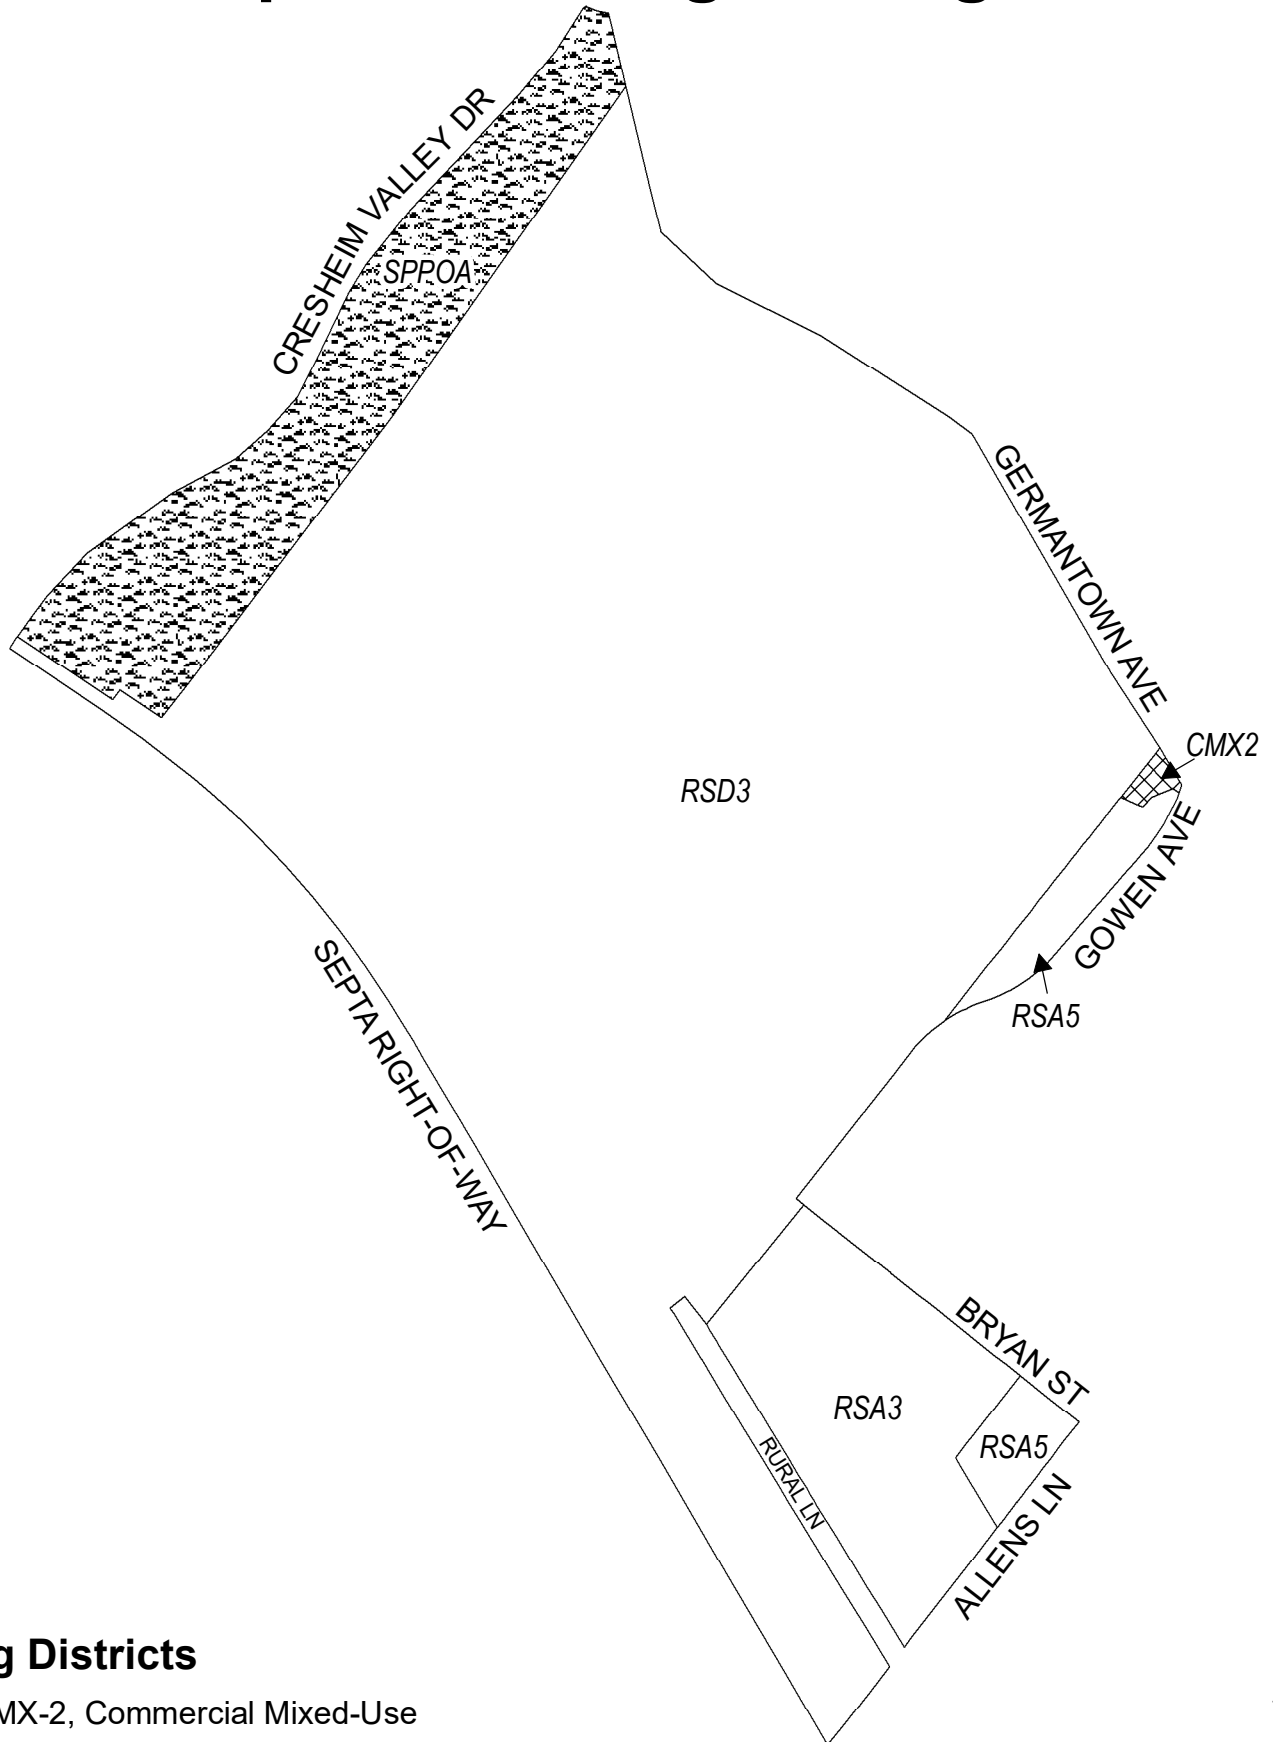 CRESHEIM VALLEY DR
SPPOA
GERMANTOWN AVE
CMX2
RSD3
GOWEN AVE
SEPTA RIGHT-OF-WAY
RSA5
BRYAN ST
RSA3
RSA5
RURAL LN
ALLENS LN
g Districts
MX-2, Commercial Mixed-Use